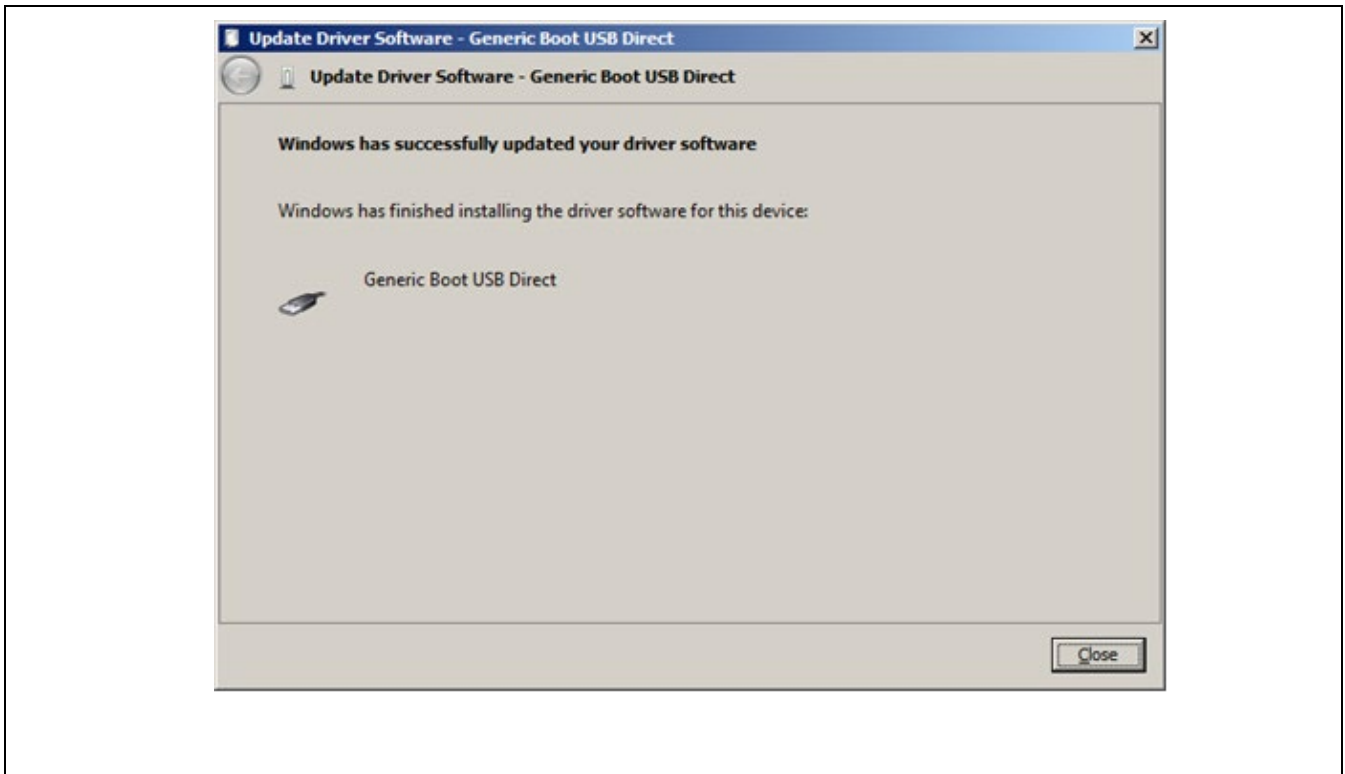 Update Driver Software - Generic Boot USB Direct
Update Driver Software - Generic Boot USB Direct
Windows has successfully updated your driver software
Windows has finished installing the driver software for this device:
Generic Boot USB Direct
Close